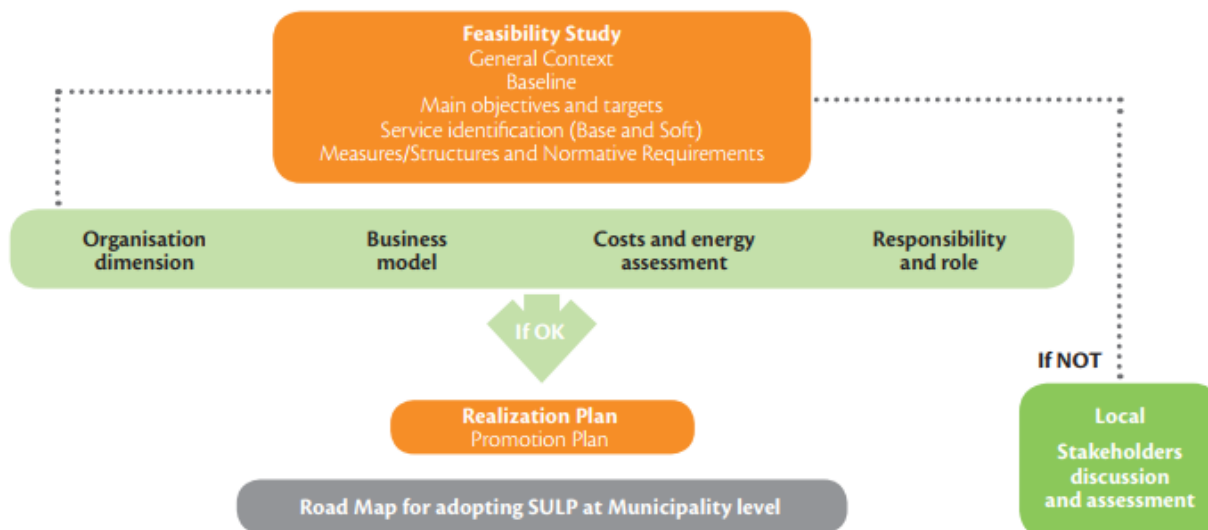 Feasibility Study
General Context
Baseline
Main objectives and targets
Service identification (Base and Soft)
Measures/Structures and Normative Requirements
Organisation
dimension
Business
model
Costs and energy
assessment
Responsibility
and role
If OK
If NOT
Realization Plan
Promotion Plan
Local
Stakeholders
discussion
and assessment
Road Map for adopting SULP at Municipality level